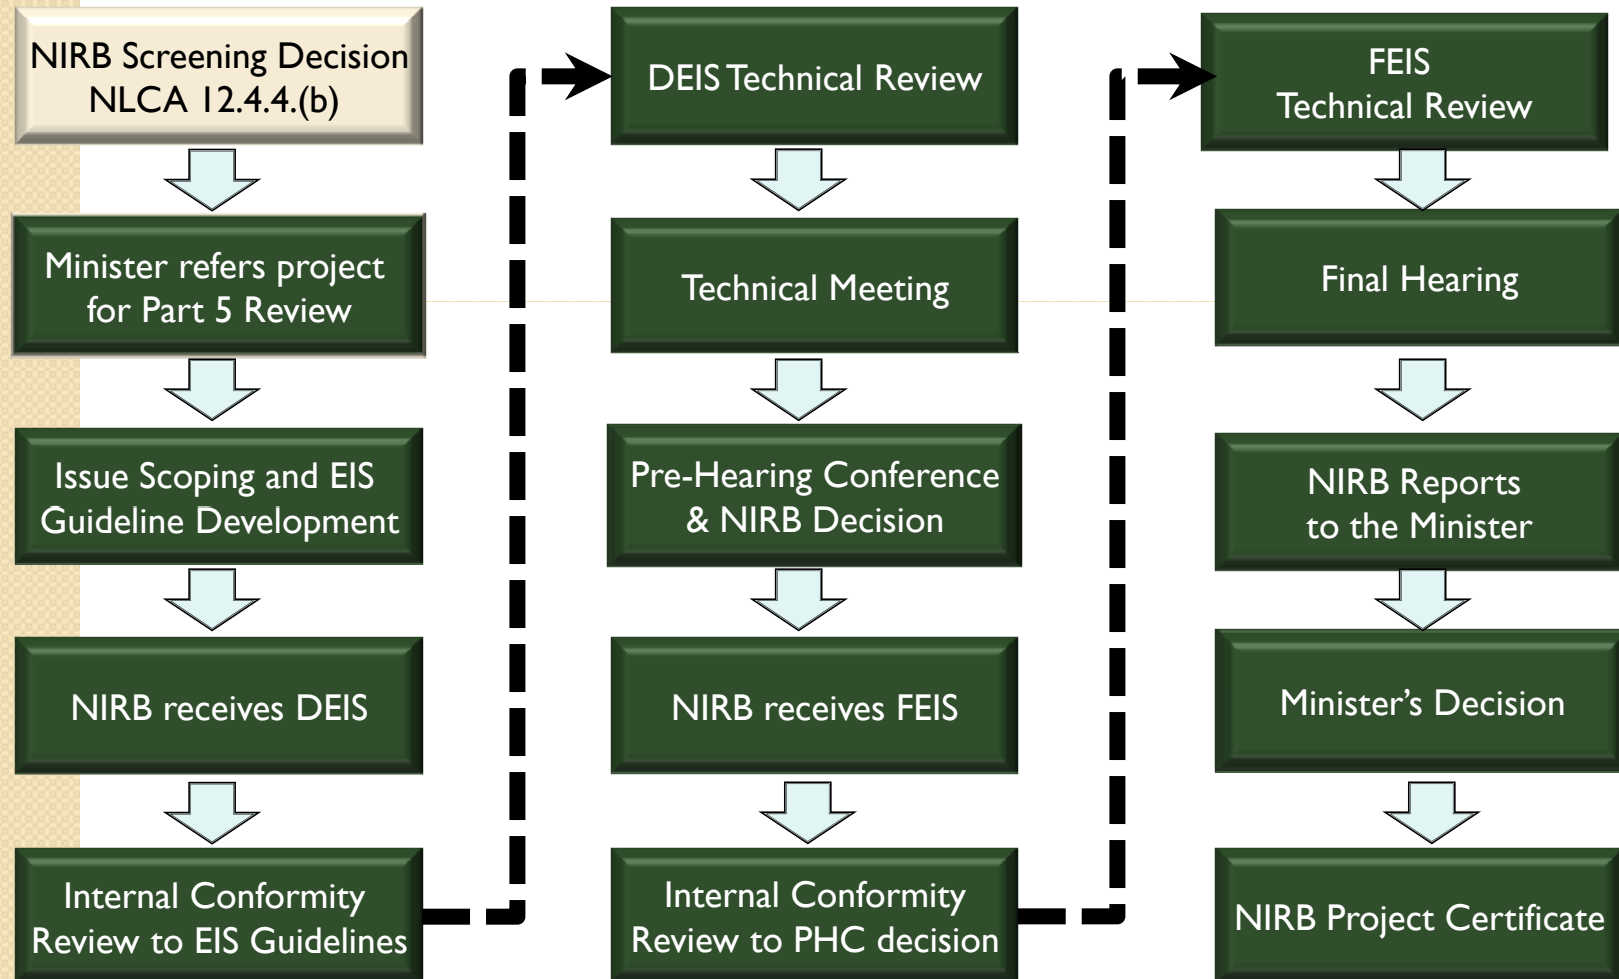 NIRB Screening Decision
NLCA 12.4.4.(b)
Minister refers project
for Part 5 Review
Issue Scoping and EIS
Guideline Development
NIRB receives DEIS
Internal Conformity
Review to EIS Guidelines
DEIS Technical Review
Technical Meeting
Pre-Hearing Conference
& NIRB Decision
NIRB receives FEIS
Internal Conformity
Review to PHC decision
FEIS
Technical Review
Final Hearing
NIRB Reports
to the Minister
Minister’s Decision
NIRB Project Certificate